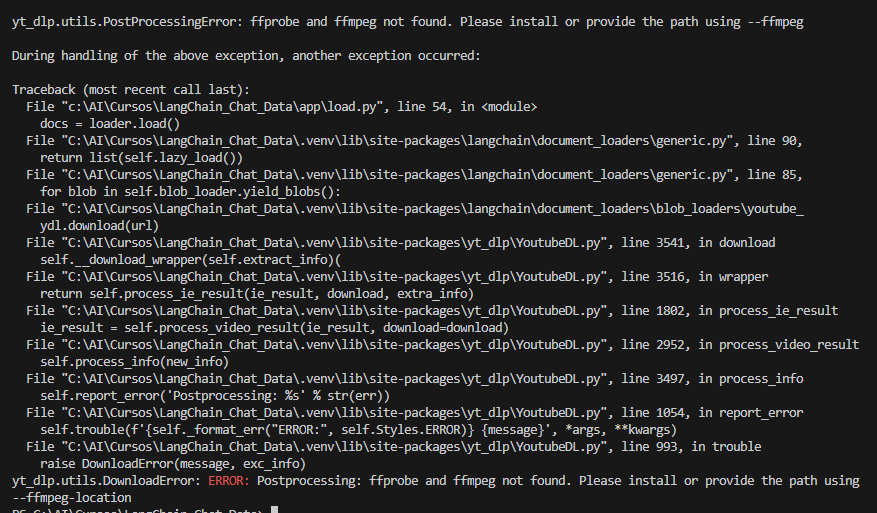 yt_dlp.utils.PostProcessingError: ffprobe and ffmpeg not found. Please install or provide the path using --ffmpeg
During handling of the above exception, another exception occurred:
Traceback (most recent call last):
  File "c:\AI\Cursos\LangChain_Chat_Data\app\load.py", line 54, in <module>
    docs = loader.load()
  File "C:\AI\Cursos\LangChain_Chat_Data\.venv\lib\site-packages\langchain\document_loaders\generic.py", line 90,
    return list(self.lazy_load())
  File "C:\AI\Cursos\LangChain_Chat_Data\.venv\lib\site-packages\langchain\document_loaders\generic.py", line 85,
    for blob in self.blob_loader.yield_blobs():
  File "C:\AI\Cursos\LangChain_Chat_Data\.venv\lib\site-packages\langchain\document_loaders\blob_loaders\youtube_
    ydl.download(url)
  File "C:\AI\Cursos\LangChain_Chat_Data\.venv\lib\site-packages\yt_dlp\YoutubeDL.py", line 3541, in download
    self.__download_wrapper(self.extract_info)(
  File "C:\AI\Cursos\LangChain_Chat_Data\.venv\lib\site-packages\yt_dlp\YoutubeDL.py", line 3516, in wrapper
    return self.process_ie_result(ie_result, download, extra_info)
  File "C:\AI\Cursos\LangChain_Chat_Data\.venv\lib\site-packages\yt_dlp\YoutubeDL.py", line 1802, in process_ie_result
    ie_result = self.process_video_result(ie_result, download=download)
  File "C:\AI\Cursos\LangChain_Chat_Data\.venv\lib\site-packages\yt_dlp\YoutubeDL.py", line 2952, in process_video_result
    self.process_info(new_info)
  File "C:\AI\Cursos\LangChain_Chat_Data\.venv\lib\site-packages\yt_dlp\YoutubeDL.py", line 3497, in process_info
    self.report_error('Postprocessing: %s' % str(err))
  File "C:\AI\Cursos\LangChain_Chat_Data\.venv\lib\site-packages\yt_dlp\YoutubeDL.py", line 1054, in report_error
    self.trouble(f'{self._format_err("ERROR:", self.Styles.ERROR)} {message}', *args, **kwargs)
  File "C:\AI\Cursos\LangChain_Chat_Data\.venv\lib\site-packages\yt_dlp\YoutubeDL.py", line 993, in trouble
    raise DownloadError(message, exc_info)
yt_dlp.utils.DownloadError: ERROR: Postprocessing: ffprobe and ffmpeg not found. Please install or provide the path using
--ffmpeg-location
PS C:\AI\Cursos\LangChain_Chat_Data>